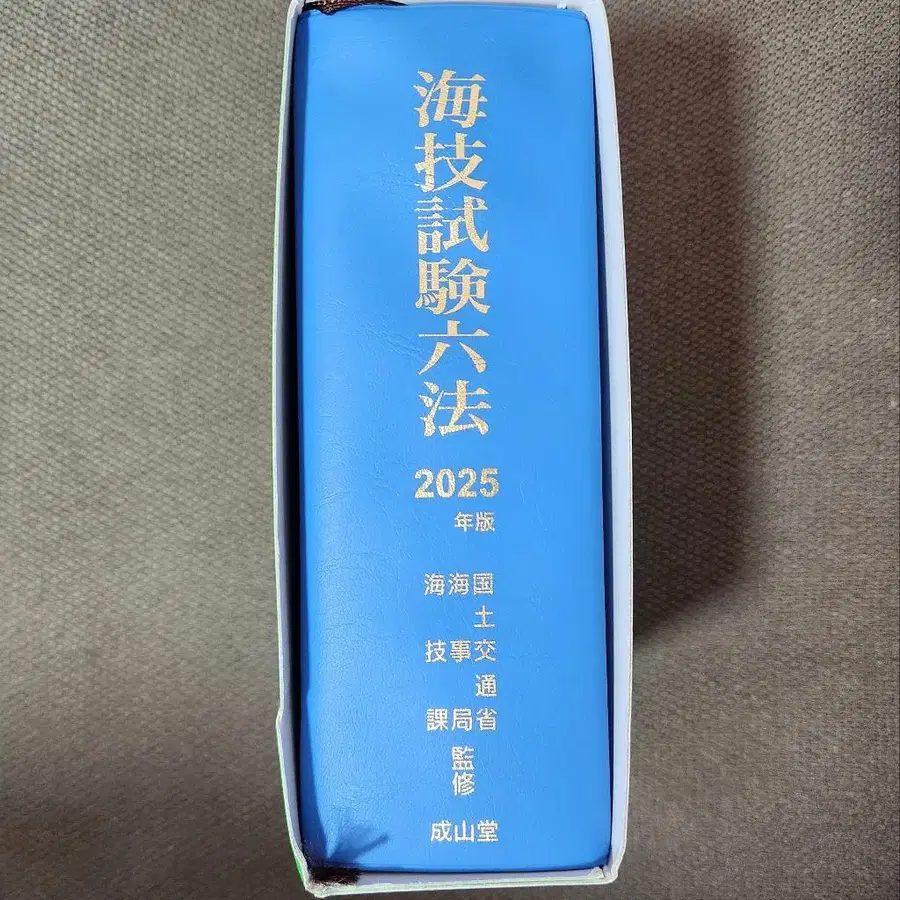 海技試験六法
2025
年版
国土交通省
海事局
海技課
監修
成山堂